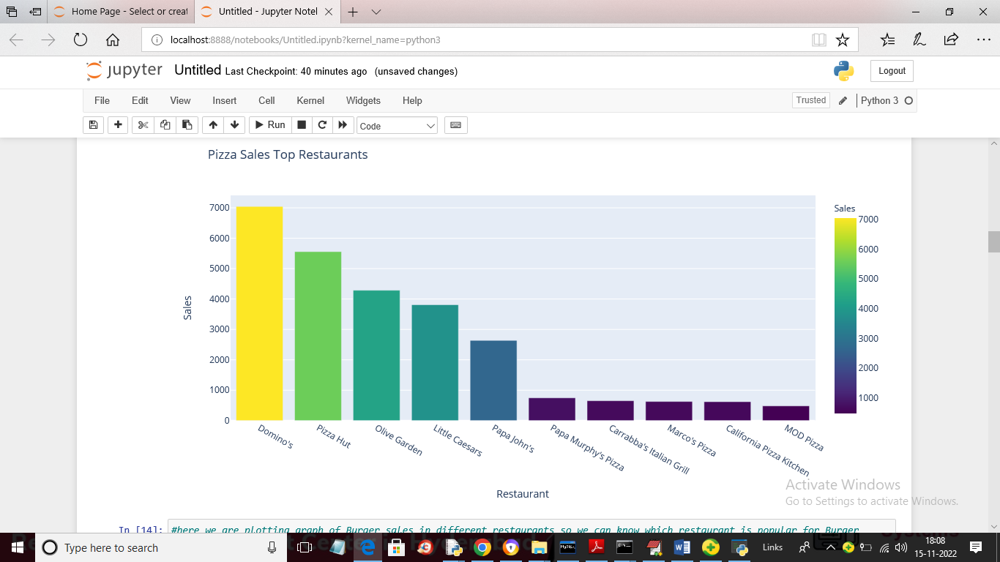 Home Page - Select or creat
Untitled - Jupyter Notel
localhost:8888/notebooks/Untitled.ipynb?kernel_name=python3
jupyter Untitled Last Checkpoint: 40 minutes ago (unsaved changes)
Logout
File Edit View Insert Cell Kernel Widgets Help
Trusted
Python 3
Run
Code
Pizza Sales Top Restaurants
Sales
7000
6000
5000
4000
3000
2000
1000
0
Domino's
Pizza Hut
Olive Garden
Little Caesars
Papa John's
Papa Murphy's Pizza
Carrabba's Italian Grill
Marco's Pizza
California Pizza Kitchen
MOD Pizza
Restaurant
Sales
7000
6000
5000
4000
3000
2000
1000
Activate Windows
Go to Settings to activate Windows.
In [14]: #here we are plotting graph of Burger sales in different restaurants so we can know which restaurant is popular for Burger
Type here to search
Links
18:08
15-11-2022